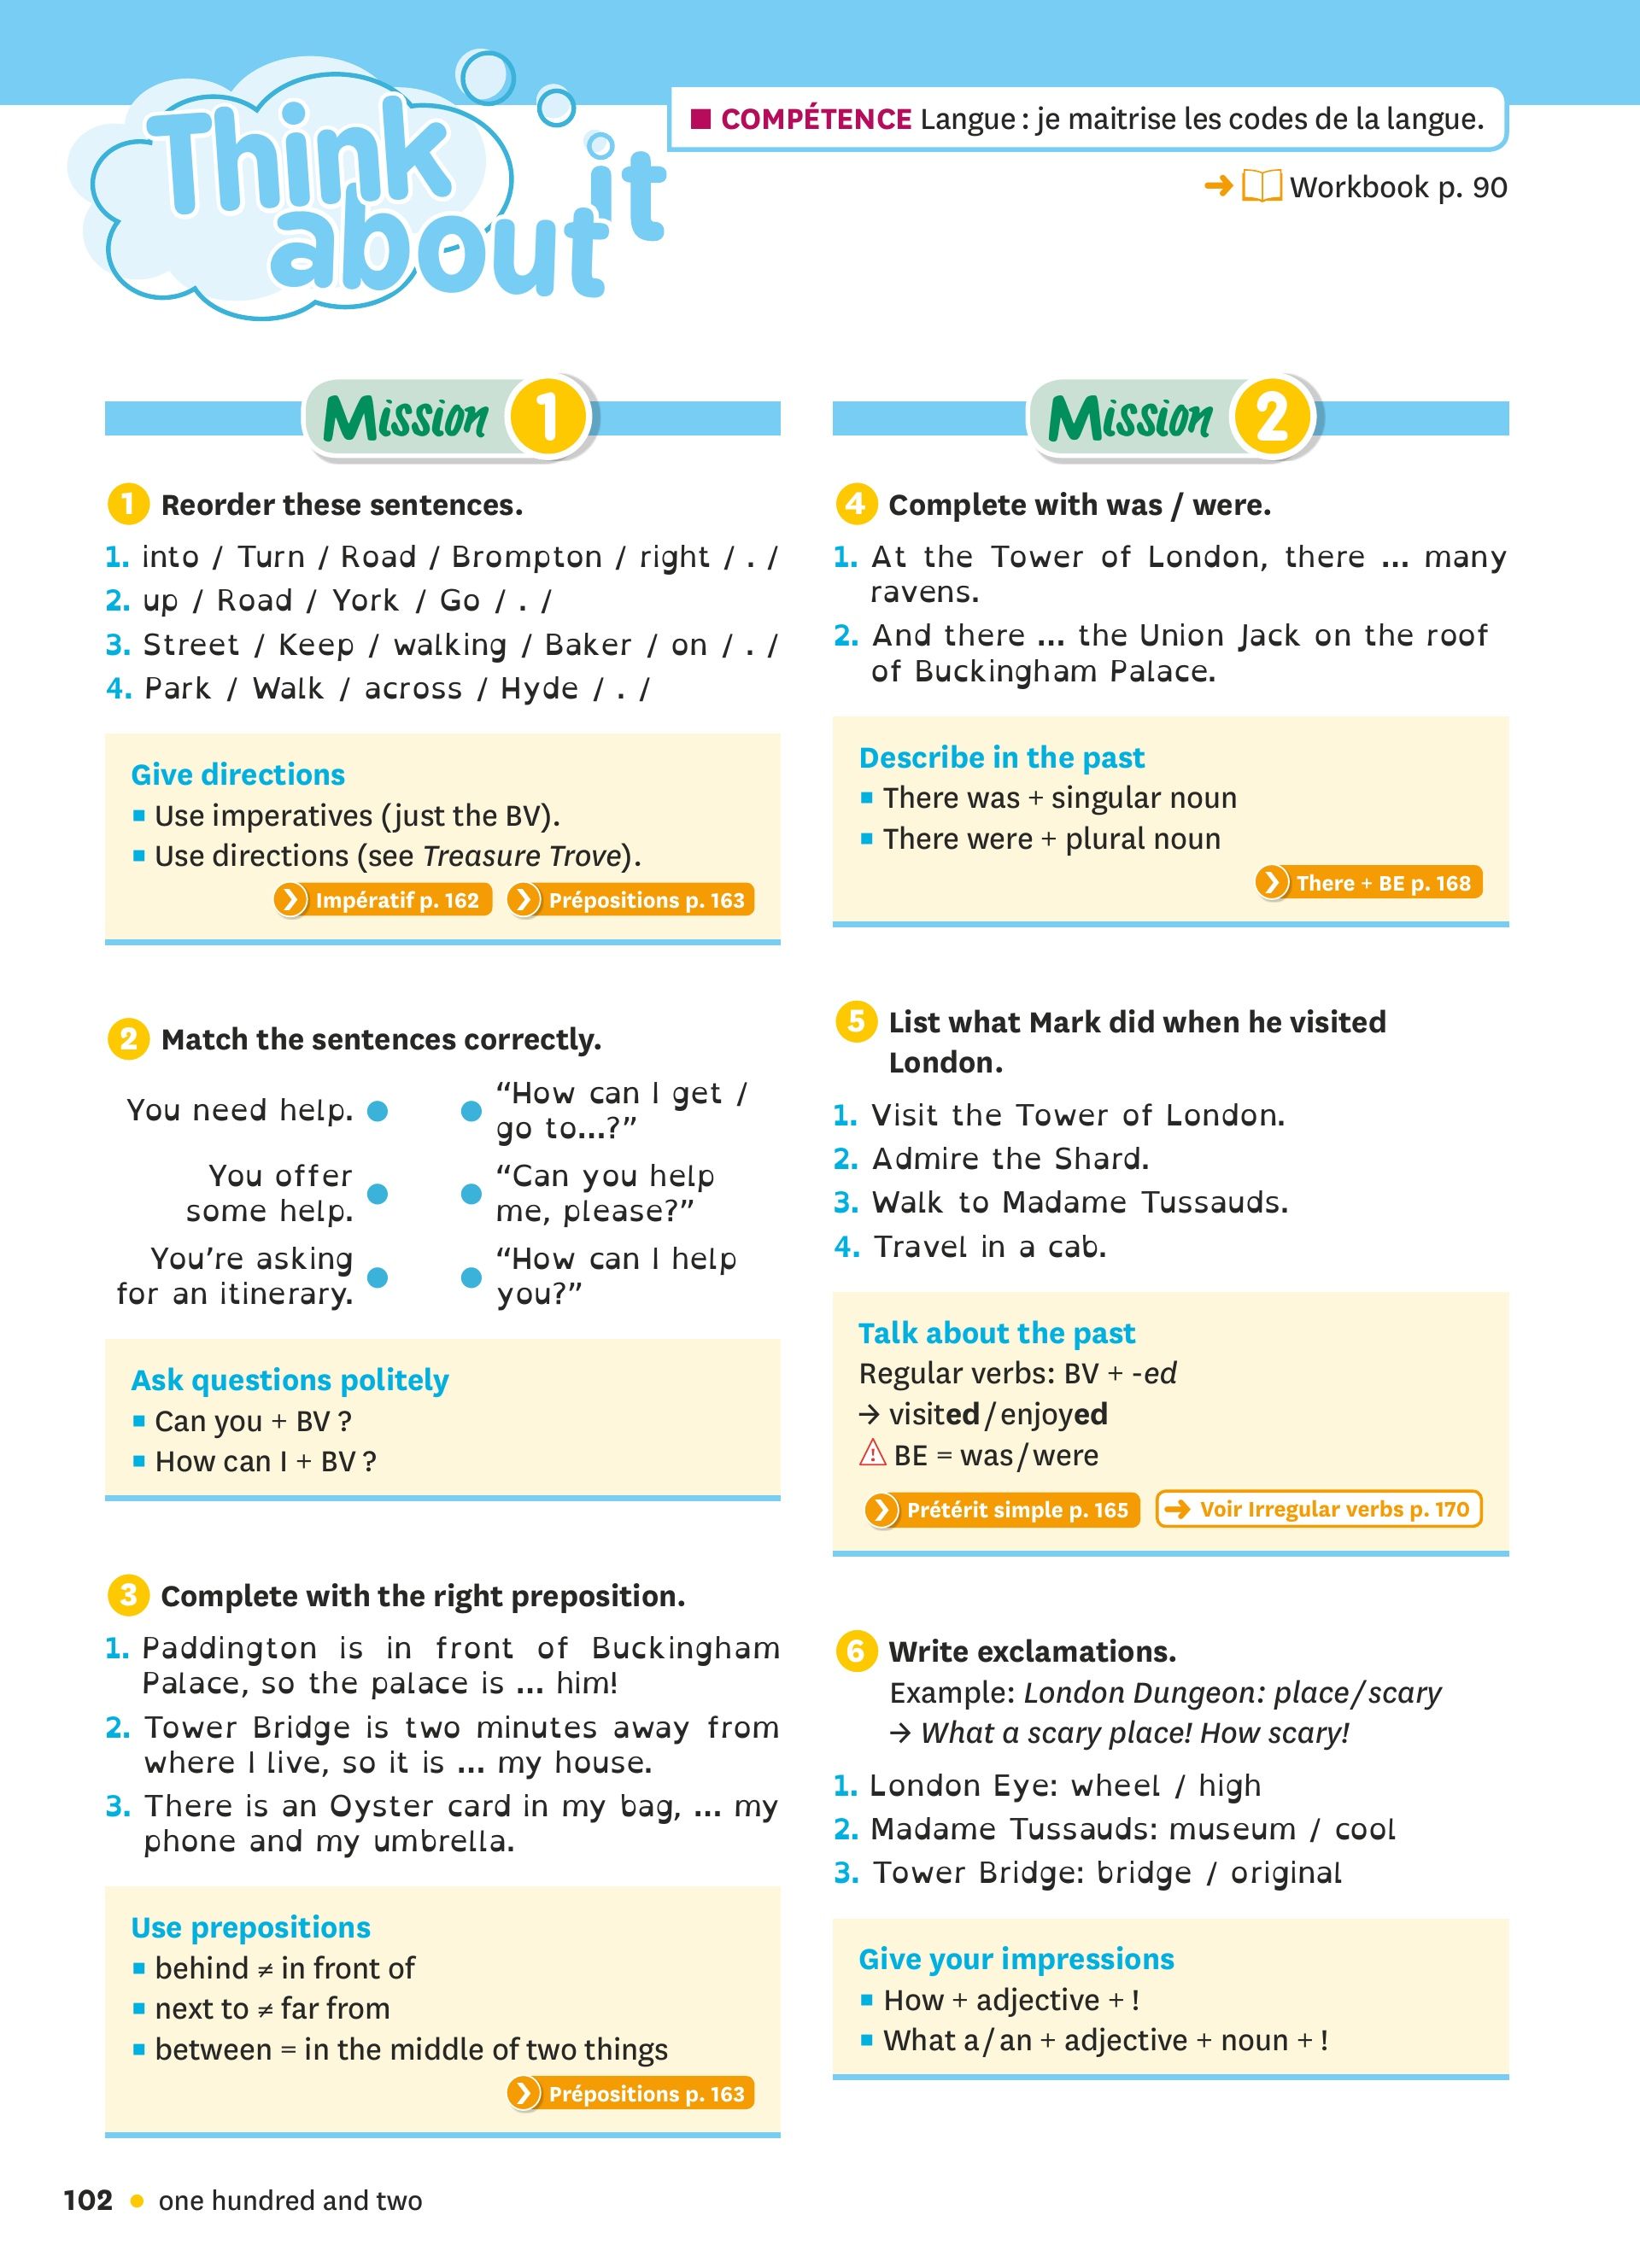 Think
about it
■ COMPÉTENCE Langue : je maitrise les codes de la langue.
➜ Workbook p. 90
Mission 1
1 Reorder these sentences.
1. into / Turn / Road / Brompton / right / . /
2. up / Road / York / Go / . /
3. Street / Keep / walking / Baker / on / . /
4. Park / Walk / across / Hyde / . /
Give directions
▪ Use imperatives (just the BV).
▪ Use directions (see Treasure Trove).
Impératif p. 162 Prépositions p. 163
2 Match the sentences correctly.
You need help.
“How can I get /
go to...?”
You offer
some help.
“Can you help
me, please?”
You’re asking
for an itinerary.
“How can I help
you?”
Ask questions politely
▪ Can you + BV ?
▪ How can I + BV ?
3 Complete with the right preposition.
1. Paddington is in front of Buckingham
Palace, so the palace is ... him!
2. Tower Bridge is two minutes away from
where I live, so it is ... my house.
3. There is an Oyster card in my bag, ... my
phone and my umbrella.
Use prepositions
▪ behind ≠ in front of
▪ next to ≠ far from
▪ between = in the middle of two things
Prépositions p. 163
Mission 2
4 Complete with was / were.
1. At the Tower of London, there ... many
ravens.
2. And there ... the Union Jack on the roof
of Buckingham Palace.
Describe in the past
▪ There was + singular noun
▪ There were + plural noun
There + BE p. 168
5 List what Mark did when he visited
London.
1. Visit the Tower of London.
2. Admire the Shard.
3. Walk to Madame Tussauds.
4. Travel in a cab.
Talk about the past
Regular verbs: BV + -ed
→ visited / enjoyed
⚠ BE = was / were
Prétérit simple p. 165 ➜ Voir Irregular verbs p. 170
6 Write exclamations.
Example: London Dungeon: place / scary
→ What a scary place! How scary!
1. London Eye: wheel / high
2. Madame Tussauds: museum / cool
3. Tower Bridge: bridge / original
Give your impressions
▪ How + adjective + !
▪ What a / an + adjective + noun + !
102 • one hundred and two